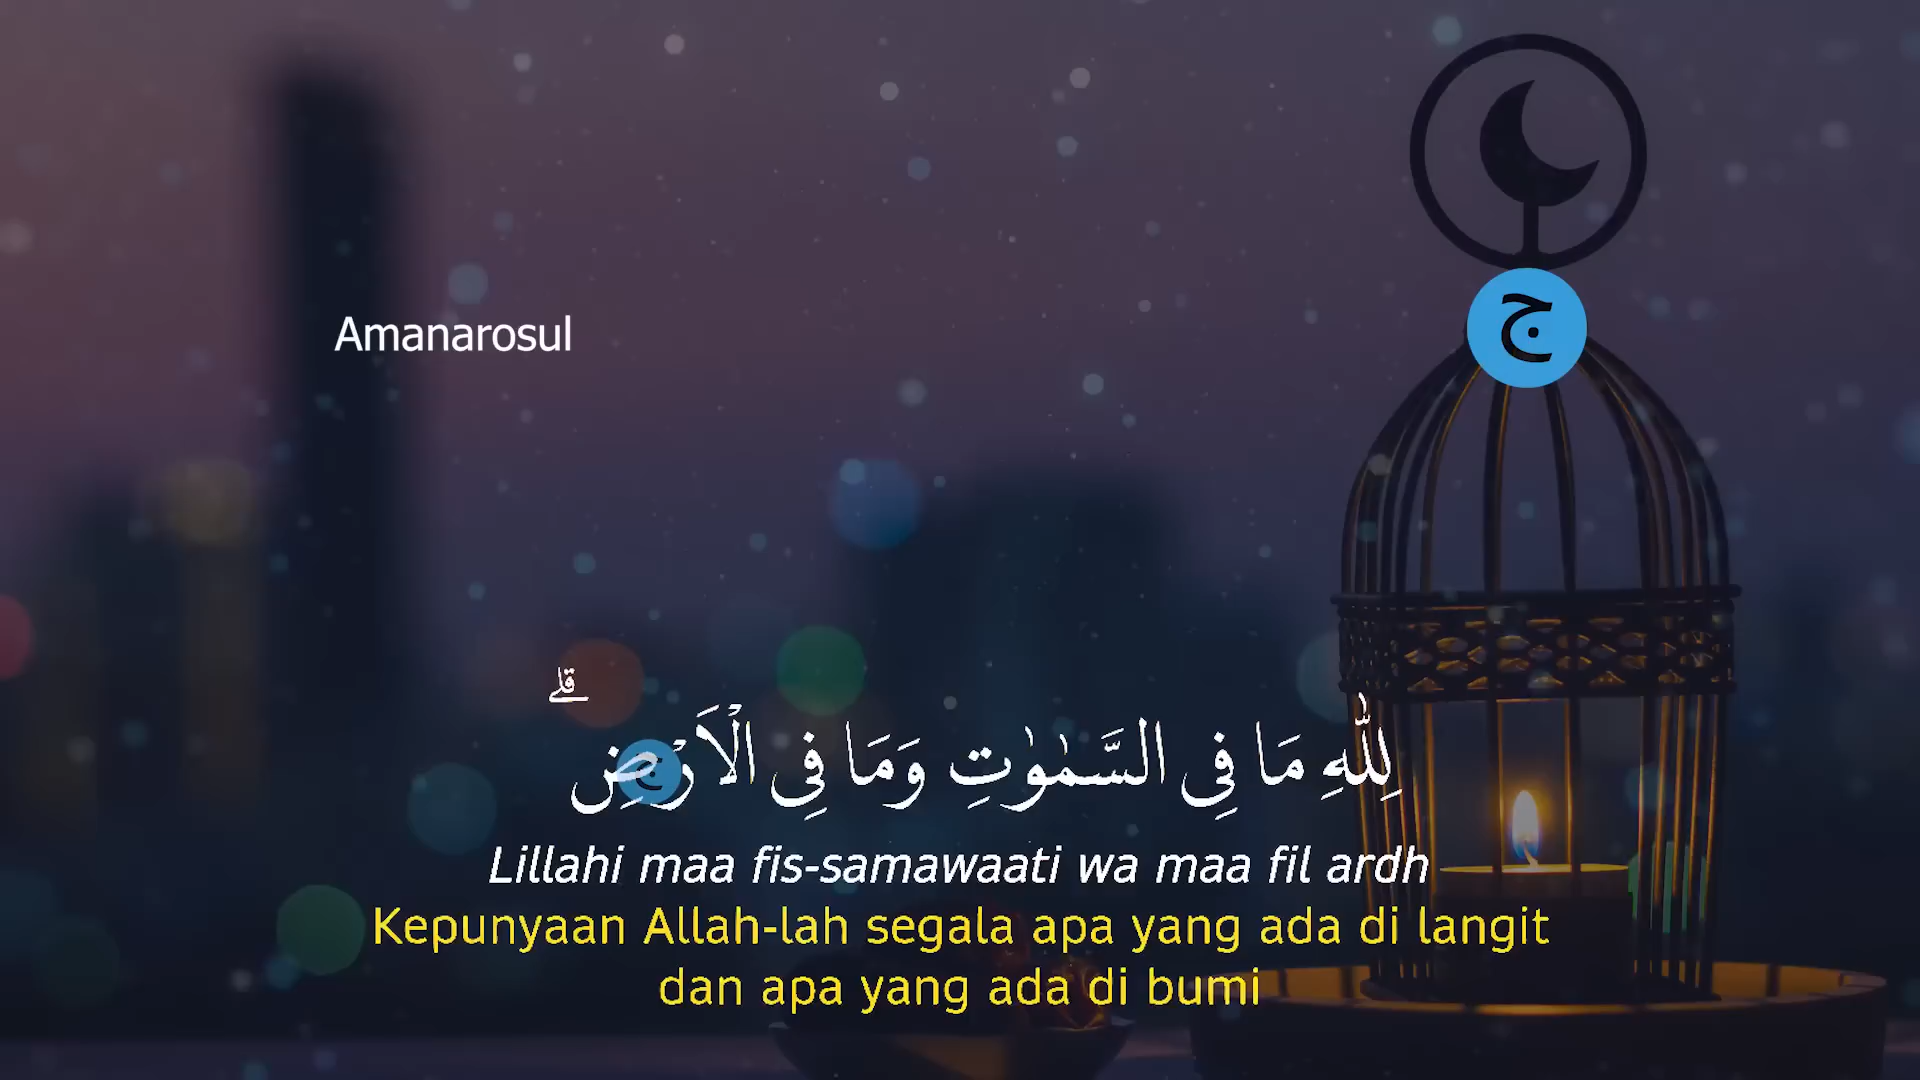 ج
Amanarosul
لِلّٰهِ مَا فِى السَّمٰوٰتِ وَمَا فِى الْاَرْضِ ۗ
ج
Lillahi maa fis-samawaati wa maa fil ardh
Kepunyaan Allah-lah segala apa yang ada di langit
dan apa yang ada di bumi